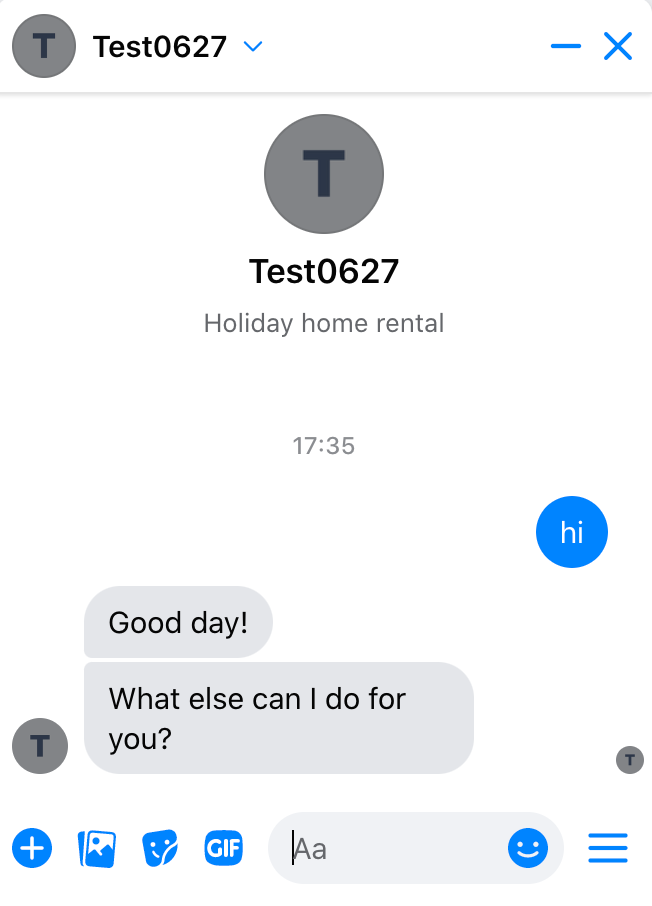 T Test0627
T
Test0627
Holiday home rental
17:35
hi
Good day!
What else can I do for
you?
T
T
GIF Aa